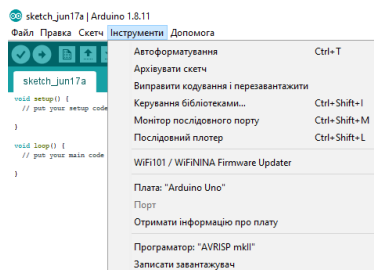 sketch_jun17a | Arduino 1.8.11
Файл Правка Скетч Інструменти Допомога
sketch_jun17a
void setup() {
// put your setup code
}
void loop() {
// put your main code
}
Автоформатування Ctrl+T
Архівувати скетч
Виправити кодування і перезавантажити
Керування бібліотеками... Ctrl+Shift+I
Монітор послідовного порту Ctrl+Shift+M
Послідовний плотер Ctrl+Shift+L
WiFi101 / WiFiNINA Firmware Updater
Плата: "Arduino Uno"
Порт
Отримати інформацію про плату
Програматор: "AVRISP mkII"
Записати завантажувач